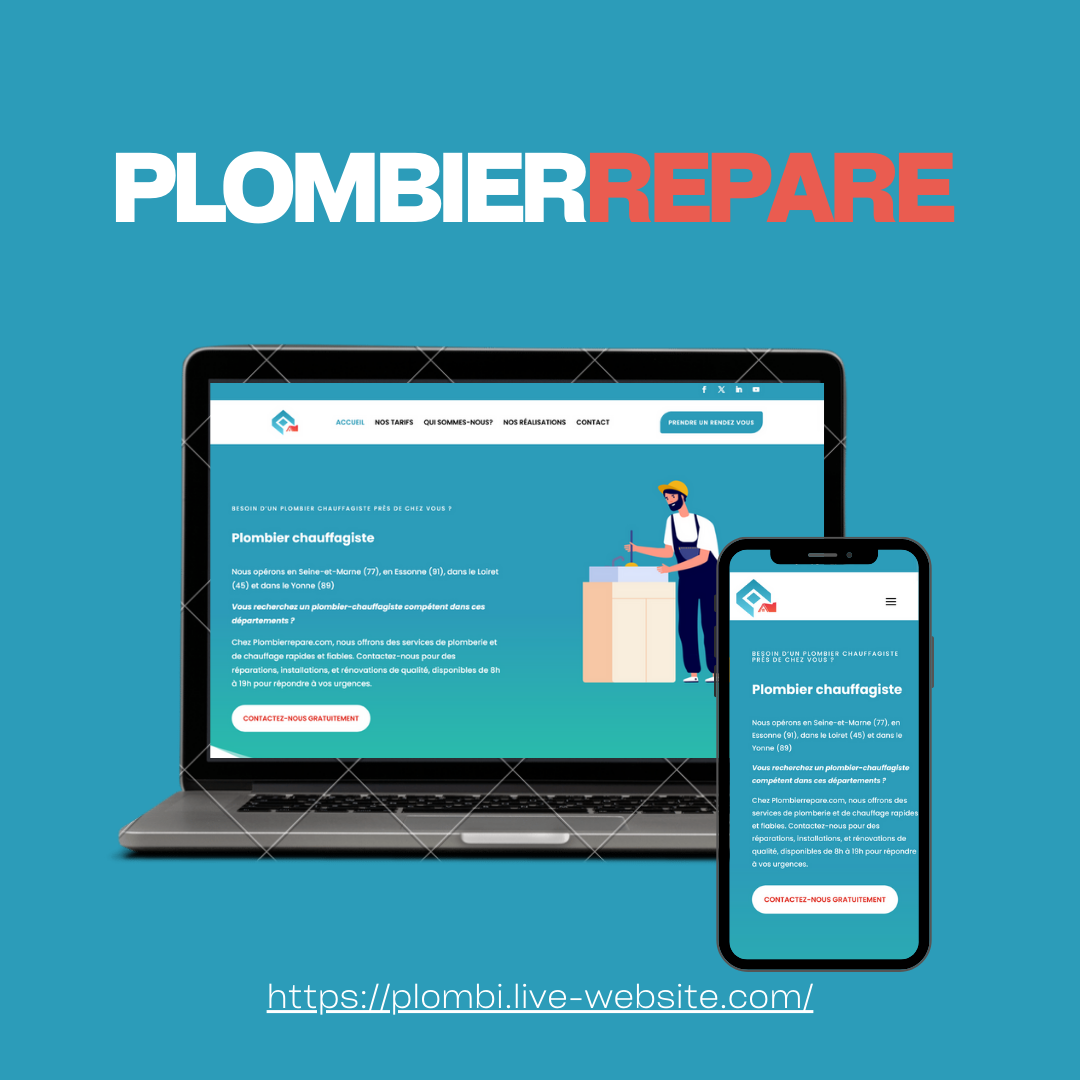 PLOMBIERREPARE
ACCUEIL NOS TARIFS QUI SOMMES-NOUS? NOS RÉALISATIONS CONTACT PRENDRE UN RENDEZ VOUS
BESOIN D'UN PLOMBIER CHAUFFAGISTE PRÈS DE CHEZ VOUS ?
Plombier chauffagiste
Nous opérons en Seine-et-Marne (77), en Essonne (91), dans le Loiret
(45) et dans le Yonne (89)
Vous recherchez un plombier-chauffagiste compétent dans ces
départements ?
Chez Plombierrepare.com, nous offrons des services de plomberie et
de chauffage rapides et fiables. Contactez-nous pour des
réparations, installations, et rénovations de qualité, disponibles de 8h
à 19h pour répondre à vos urgences.
CONTACTEZ-NOUS GRATUITEMENT
BESOIN D'UN PLOMBIER CHAUFFAGISTE
PRÈS DE CHEZ VOUS ?
Plombier chauffagiste
Nous opérons en Seine-et-Marne (77), en
Essonne (91), dans le Loiret (45) et dans le
Yonne (89)
Vous recherchez un plombier-chauffagiste
compétent dans ces départements ?
Chez Plombierrepare.com, nous offrons des
services de plomberie et de chauffage rapides
et fiables. Contactez-nous pour des
réparations, installations, et rénovations de
qualité, disponibles de 8h à 19h pour répondre
à vos urgences.
CONTACTEZ-NOUS GRATUITEMENT
https://plombi.live-website.com/